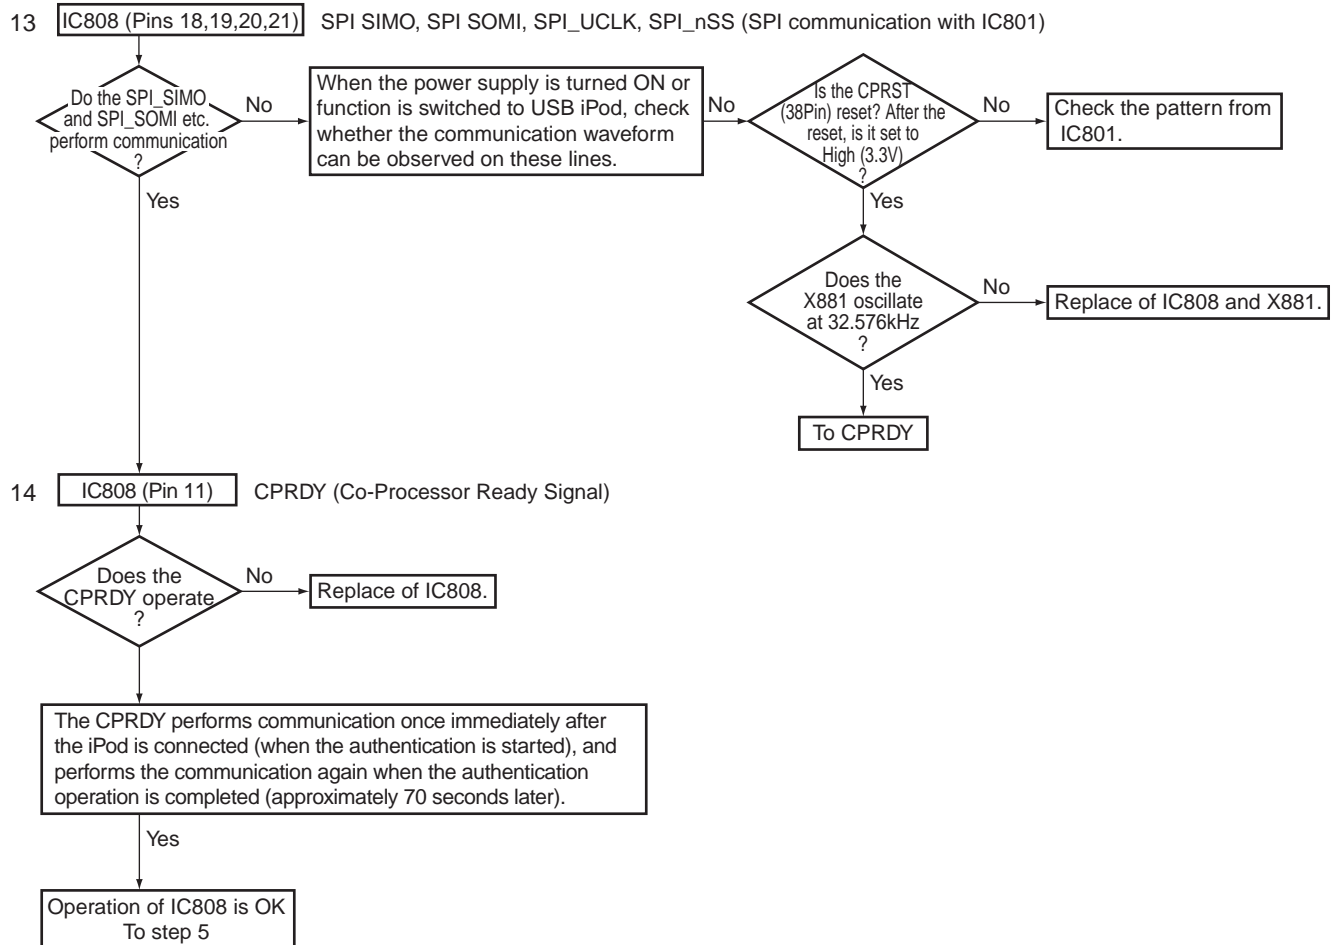 13 IC808 (Pins 18,19,20,21) SPI SIMO, SPI SOMI, SPI_UCLK, SPI_nSS (SPI communication with IC801)
Do the SPI_SIMO
and SPI_SOMI etc.
perform communication
?
No
Yes
When the power supply is turned ON or
function is switched to USB iPod, check
whether the communication waveform
can be observed on these lines.
No
Is the CPRST
(38Pin) reset? After the
reset, is it set to
High (3.3V)
?
No
Yes
Check the pattern from
IC801.
Does the
X881 oscillate
at 32.576kHz
?
No
Yes
Replace of IC808 and X881.
To CPRDY
14 IC808 (Pin 11) CPRDY (Co-Processor Ready Signal)
Does the
CPRDY operate
?
No
Replace of IC808.
The CPRDY performs communication once immediately after
the iPod is connected (when the authentication is started), and
performs the communication again when the authentication
operation is completed (approximately 70 seconds later).
Yes
Operation of IC808 is OK
To step 5